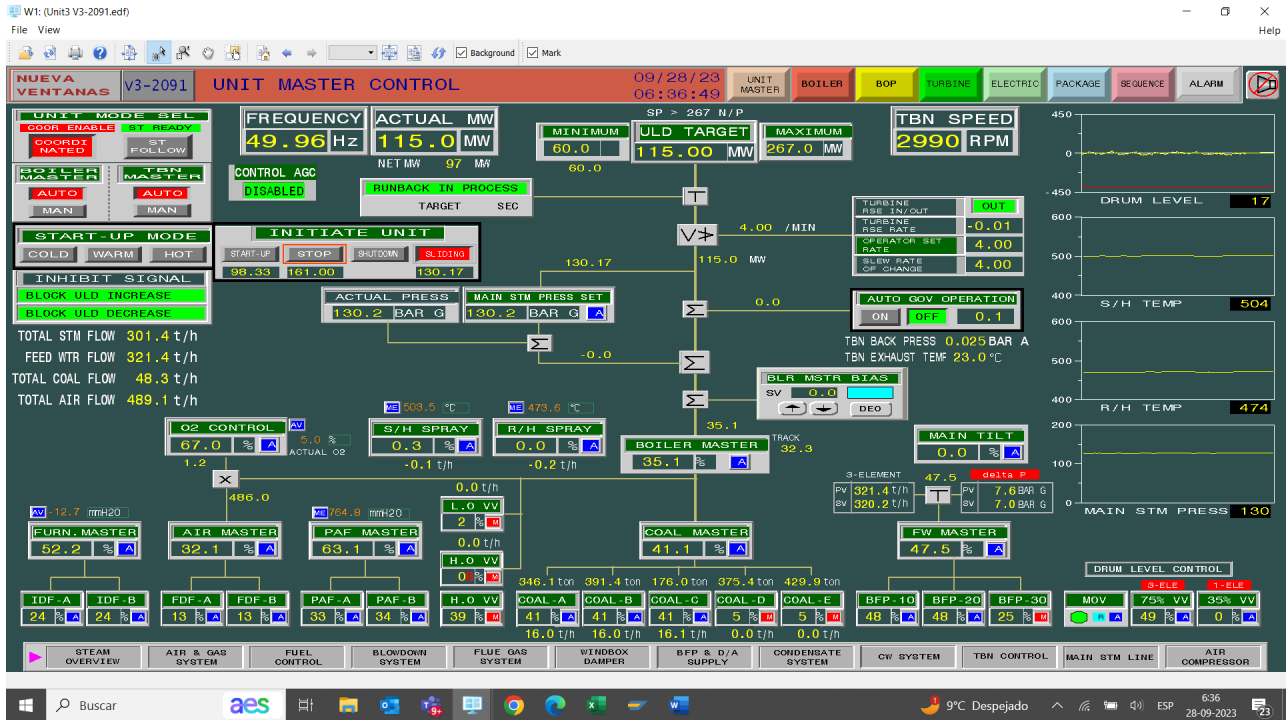 W1: (Unit3 V3-2091.edf)
File View Help
Background Mark
NUEVA VENTANAS V3-2091 UNIT MASTER CONTROL 09/28/23 06:36:49 UNIT MASTER BOILER BOP TURBINE ELECTRIC PACKAGE SEQUENCE ALARM
UNIT MODE SEL
COOR ENABLE ST READY
COORDI NATED ST FOLLOW
BOILER MASTER TBN MASTER
AUTO AUTO
MAN MAN
FREQUENCY
49.96 Hz
ACTUAL MW
115.0 MW
NET MW 97 MW
CONTROL AGC
DISABLED
RUNBACK IN PROCESS
TARGET SEC
SP > 267 N/P
MINIMUM
60.0
60.0
ULD TARGET
115.00 MW
MAXIMUM
267.0 MW
TBN SPEED
2990 RPM
START-UP MODE
COLD WARM HOT
INITIATE UNIT
START-UP STOP SHUTDOWN SLIDING
98.33 161.00 130.17
INHIBIT SIGNAL
BLOCK ULD INCREASE
BLOCK ULD DECREASE
T
V≯ 4.00 /MIN
115.0 MW
130.17
TURBINE RSE IN/OUT OUT
TURBINE RSE RATE -0.01
OPERATOR SET RATE 4.00
SLEW RATE OF CHANGE 4.00
ACTUAL PRESS
130.2 BAR G
MAIN STM PRESS SET
130.2 BAR G A
Σ 0.0
AUTO GOV OPERATION
ON OFF 0.1
TBN BACK PRESS 0.025 BAR A
TBN EXHAUST TEMP 23.0 °C
Σ -0.0 Σ
TOTAL STM FLOW 301.4 t/h
FEED WTR FLOW 321.4 t/h
TOTAL COAL FLOW 48.3 t/h
TOTAL AIR FLOW 489.1 t/h
BLR MSTR BIAS
SV 0.0
DEO
Σ
35.1
450
0
-450
DRUM LEVEL 17
600
500
400
S/H TEMP 504
600
500
400
R/H TEMP 474
200
100
0
MAIN STM PRESS 130
O2 CONTROL AV
67.0 % A
5.0 %
ACTUAL O2
1.2
ME 503.5 °C
S/H SPRAY
0.3 % A
-0.1 t/h
ME 473.6 °C
R/H SPRAY
0.0 % A
-0.2 t/h
BOILER MASTER
35.1 % A
TRACK
32.3
MAIN TILT
0.0 % A
X
486.0
3-ELEMENT 47.5 delta P
PV 321.4 t/h
SV 320.2 t/h
T
PV 7.6 BAR G
SV 7.0 BAR G
0.0 t/h
L.O VV
2 % M
0.0 t/h
H.O VV
0 % M
AV -12.7 mmH2O
FURN.MASTER
52.2 % A
AIR MASTER
32.1 % A
ME 764.8 mmH2O
PAF MASTER
63.1 % A
COAL MASTER
41.1 % A
FW MASTER
47.5 % A
DRUM LEVEL CONTROL
3-ELE 1-ELE
346.1 ton 391.4 ton 176.0 ton 375.4 ton 429.9 ton
IDF-A IDF-B FDF-A FDF-B PAF-A PAF-B H.O VV COAL-A COAL-B COAL-C COAL-D COAL-E BFP-10 BFP-20 BFP-30 MOV 75% VV 35% VV
24 % A 24 % A 13 % A 13 % A 33 % A 34 % A 39 % M 41 % A 41 % A 41 % A 5 % M 5 % M 48 % A 48 % A 25 % M R A 49 % A 0 % A
16.0 t/h 16.0 t/h 16.1 t/h 0.0 t/h 0.0 t/h
STEAM OVERVIEW AIR & GAS SYSTEM FUEL CONTROL BLOWDOWN SYSTEM FLUE GAS SYSTEM WINDBOX DAMPER BFP & D/A SUPPLY CONDENSATE SYSTEM CW SYSTEM TBN CONTROL MAIN STM LINE AIR COMPRESSOR
Buscar aes 9+ 9°C Despejado ESP 6:36 28-09-2023 23